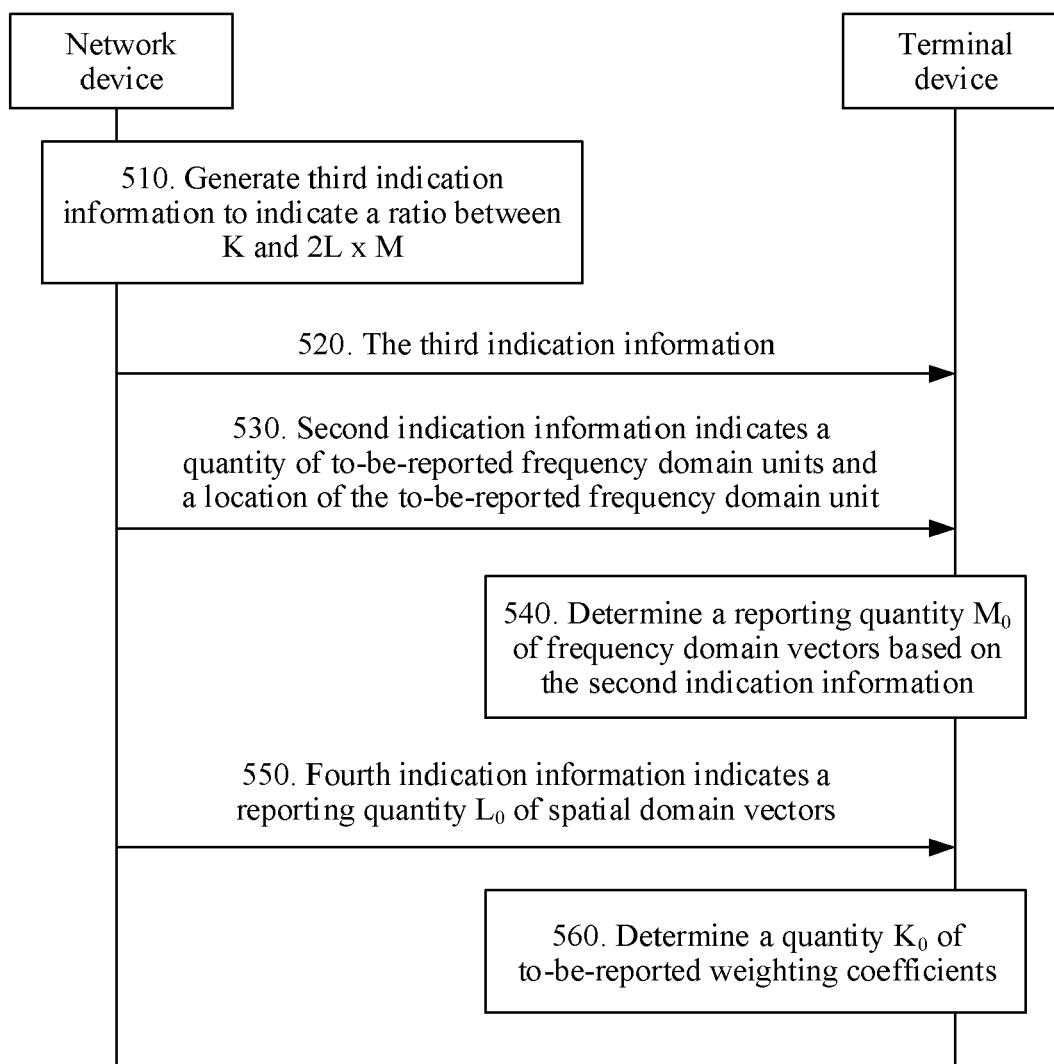 Network
device
Terminal
device
510. Generate third indication
information to indicate a ratio between
K and 2L x M
520. The third indication information
530. Second indication information indicates a
quantity of to-be-reported frequency domain units and
a location of the to-be-reported frequency domain unit
540. Determine a reporting quantity M₀
of frequency domain vectors based on
the second indication information
550. Fourth indication information indicates a
reporting quantity L₀ of spatial domain vectors
560. Determine a quantity K₀ of
to-be-reported weighting coefficients